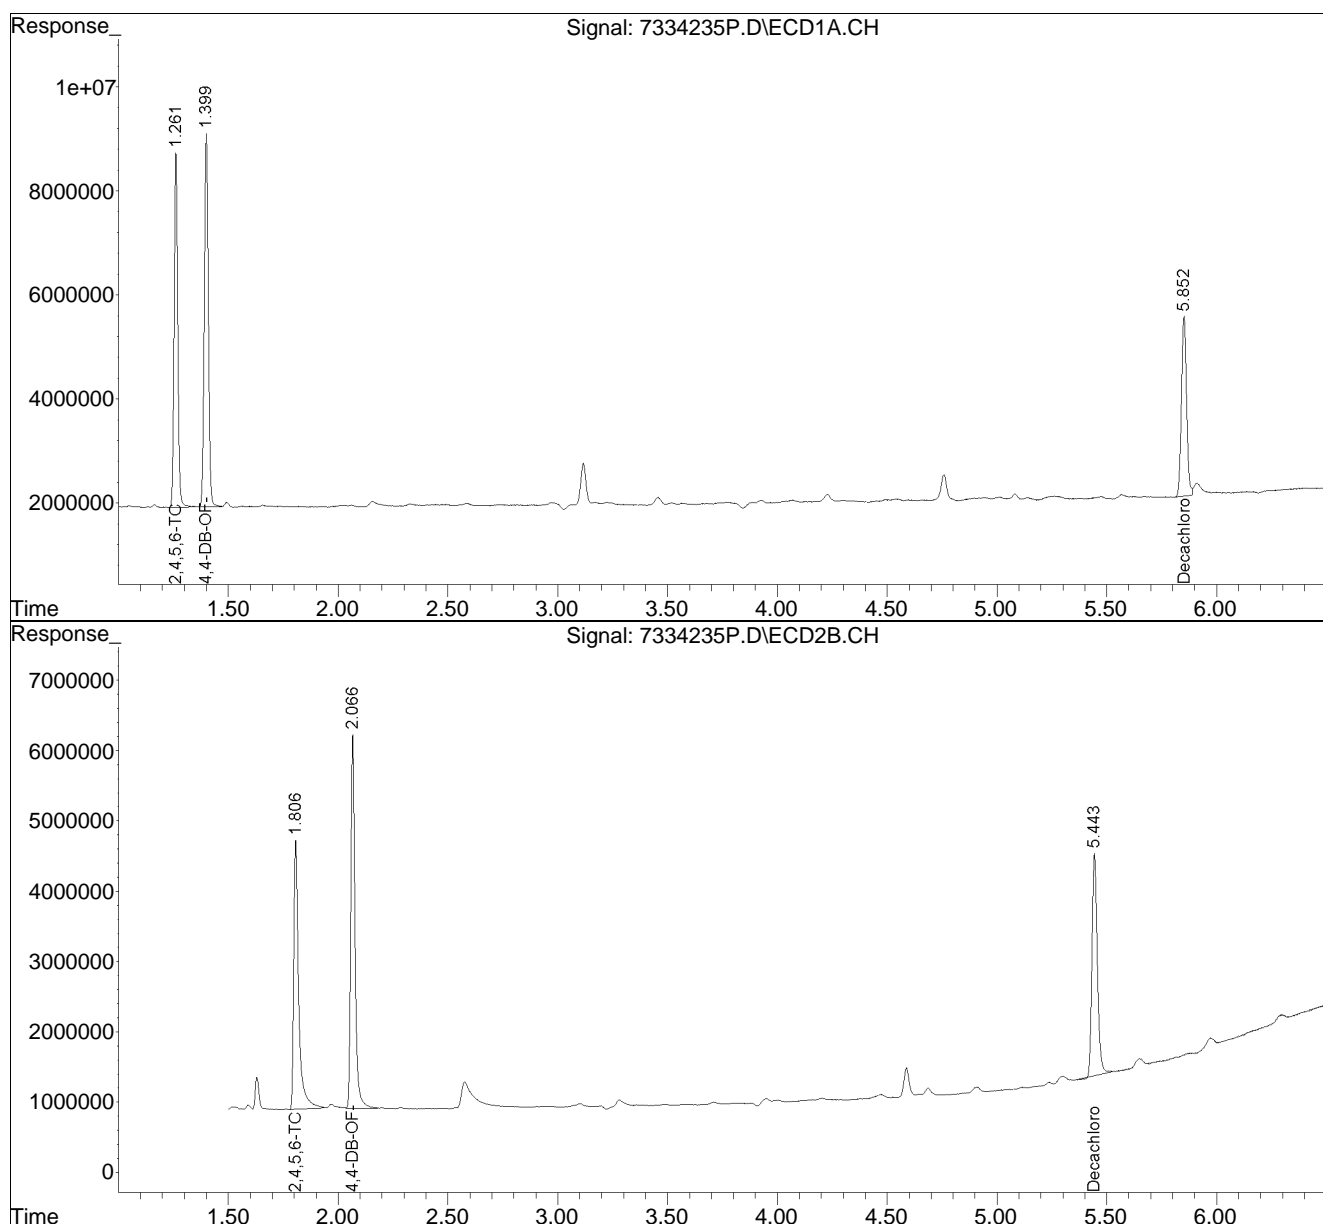 Response_
Signal: 7334235P.D\ECD1A.CH
1e+07
8000000
6000000
4000000
2000000
1.261
1.399
5.852
2,4,5,6-TC
4,4-DB-OF
Decachloro
Time
1.50 2.00 2.50 3.00 3.50 4.00 4.50 5.00 5.50 6.00
Response_
Signal: 7334235P.D\ECD2B.CH
7000000
6000000
5000000
4000000
3000000
2000000
1000000
0
1.806
2.066
5.443
2,4,5,6-TC
4,4-DB-OF
Decachloro
Time
1.50 2.00 2.50 3.00 3.50 4.00 4.50 5.00 5.50 6.00